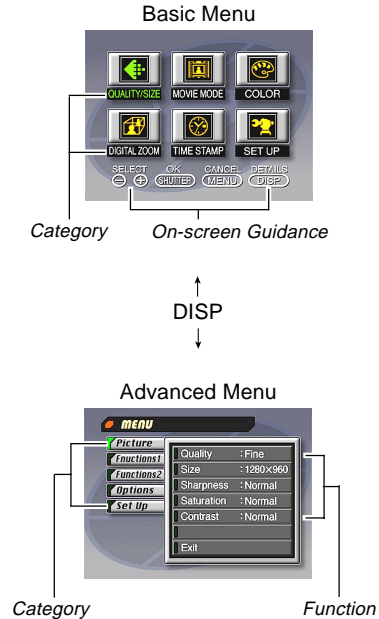 Basic Menu
QUALITY/SIZE MOVIE MODE COLOR
DIGITAL ZOOM TIME STAMP SET UP
SELECT OK CANCEL DETAILS
⊖ ⊕ SHUTTER MENU DISP
Category On-screen Guidance
DISP
Advanced Menu
MENU
Picture
Fnuctions1
Functions2
Options
Set Up
Quality :Fine
Size :1280×960
Sharpness :Normal
Saturation :Normal
Contrast :Normal
Exit
Category Function